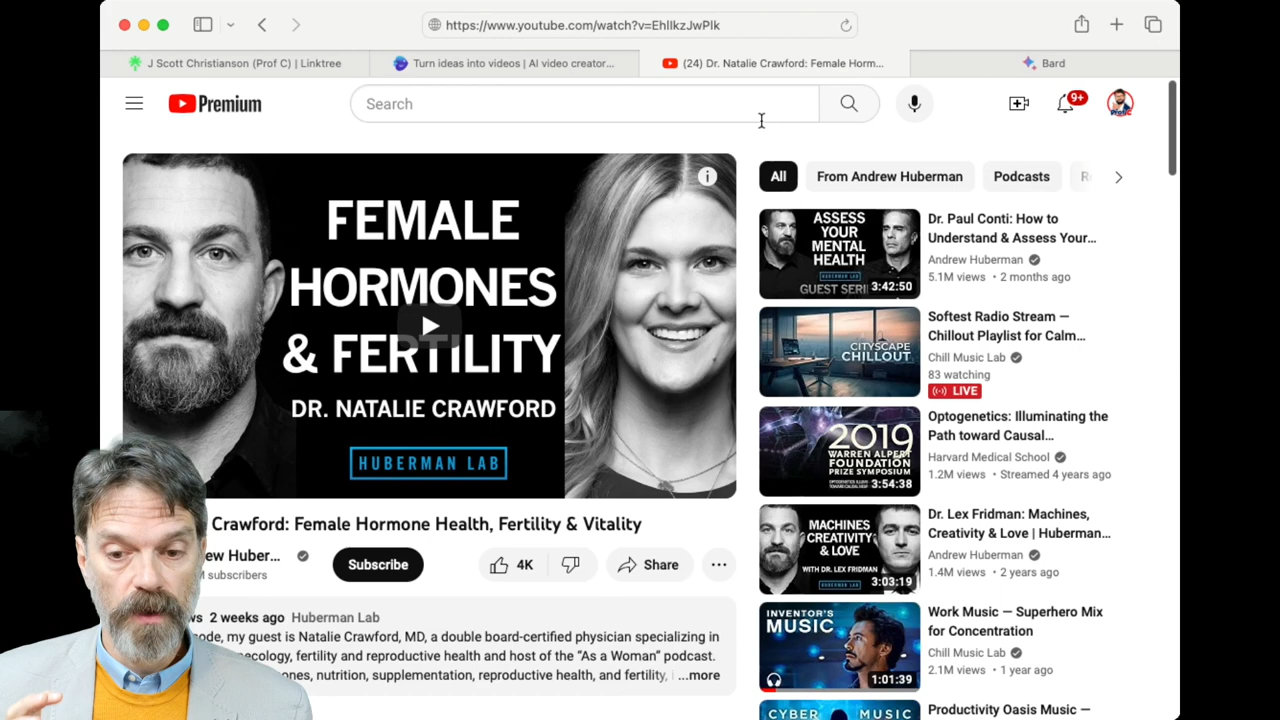 https://www.youtube.com/watch?v=EhIlkzJwPlk
J Scott Christianson (Prof C) | Linktree
Turn ideas into videos | AI video creator...
(24) Dr. Natalie Crawford: Female Horm...
Bard
Premium
Search
9+
FEMALE
HORMONES
& FERTILITY
DR. NATALIE CRAWFORD
HUBERMAN LAB
Crawford: Female Hormone Health, Fertility & Vitality
ew Huber...
subscribers
Subscribe
4K
Share
2 weeks ago Huberman Lab
my guest is Natalie Crawford, MD, a double board-certified physician specializing in
fertility and reproductive health and host of the “As a Woman” podcast.
nutrition, supplementation, reproductive health, and fertility, ...more
All
From Andrew Huberman
Podcasts
ASSESS
YOUR
MENTAL
HEALTH
HUBERMAN LAB
GUEST SERI
3:42:50
Dr. Paul Conti: How to
Understand & Assess Your...
Andrew Huberman
5.1M views • 2 months ago
CITYSCAPE
CHILLOUT
Softest Radio Stream —
Chillout Playlist for Calm...
Chill Music Lab
83 watching
LIVE
2019
WARREN ALPERT
FOUNDATION
PRIZE SYMPOSIUM
3:54:38
Optogenetics: Illuminating the
Path toward Causal...
Harvard Medical School
1.2M views • Streamed 4 years ago
MACHINES
CREATIVITY
& LOVE
WITH DR. LEX FRIDMAN
HUBERMAN LAB
3:03:19
Dr. Lex Fridman: Machines,
Creativity & Love | Huberman...
Andrew Huberman
1.4M views • 2 years ago
INVENTOR'S
MUSIC
1:01:39
Work Music — Superhero Mix
for Concentration
Chill Music Lab
2.1M views • 1 year ago
CYBER MUSIC
Productivity Oasis Music —